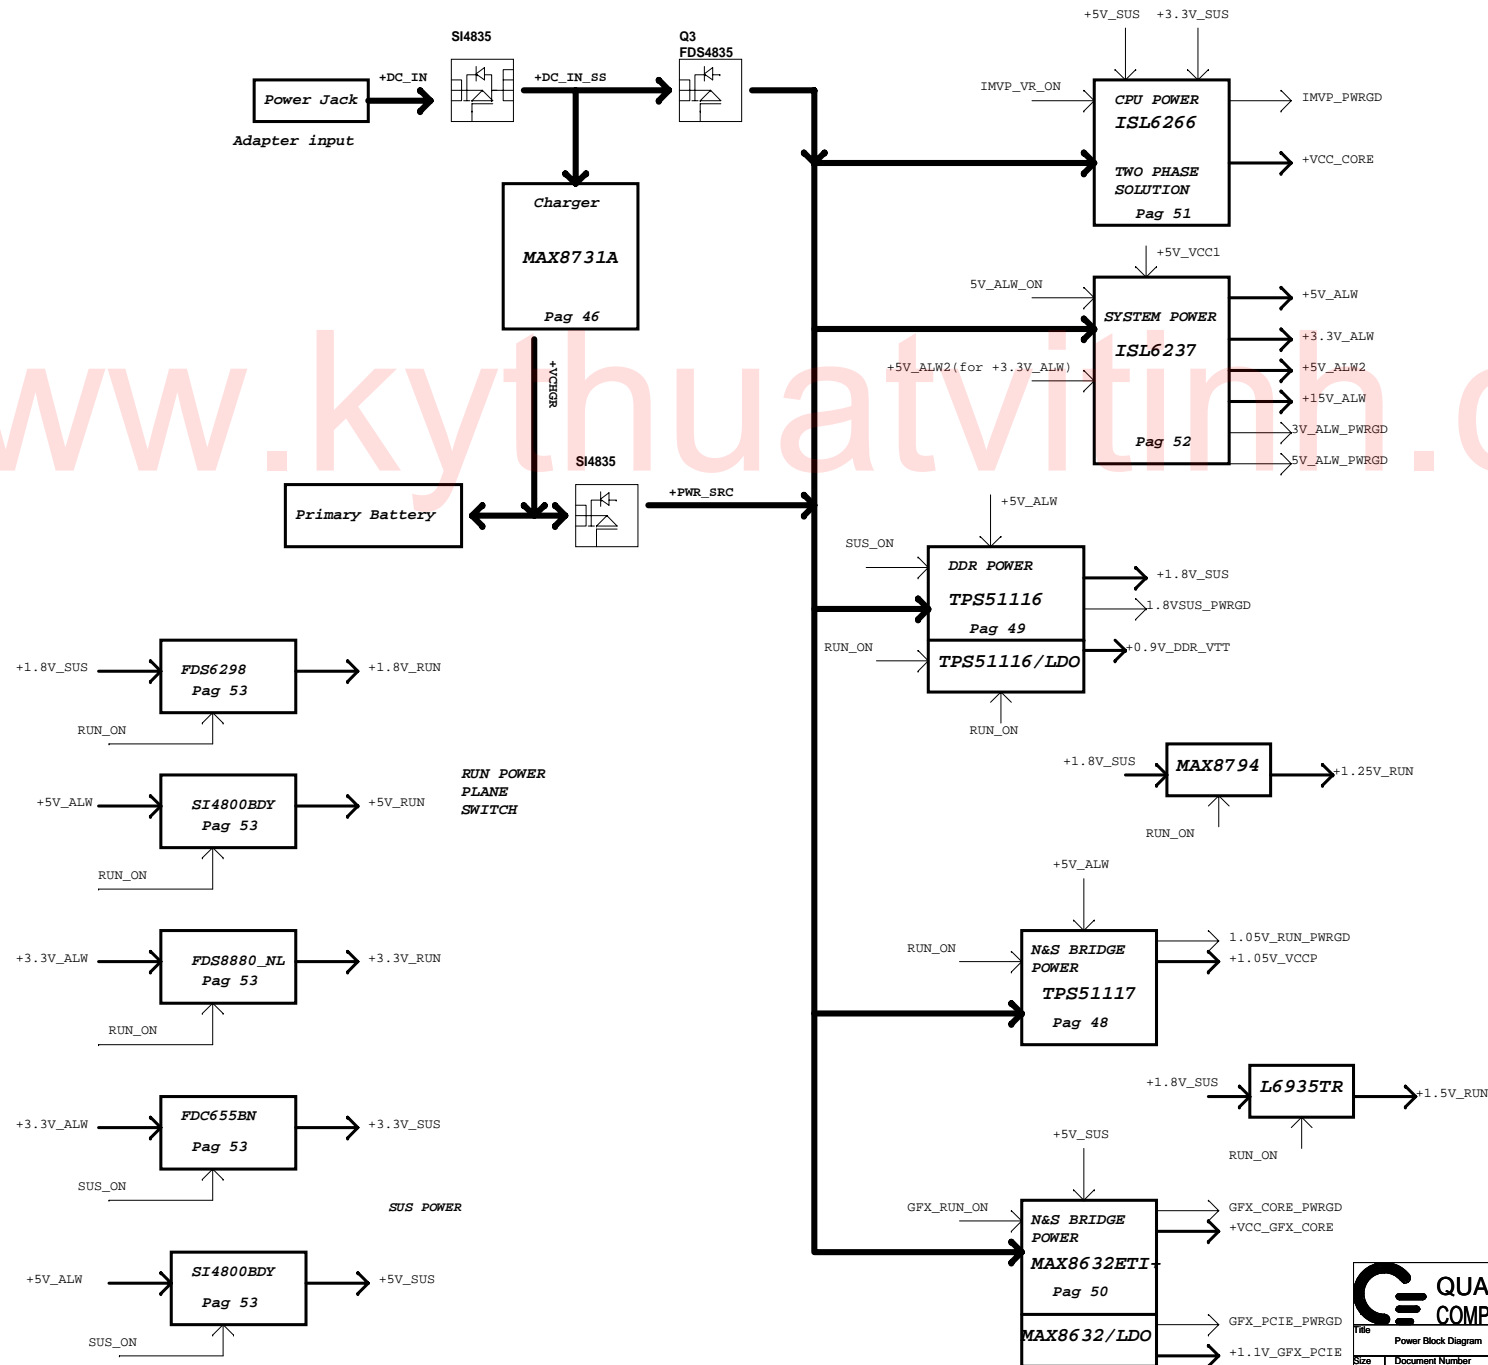 +5V_SUS +3.3V_SUS
SI4835
Q3
FDS4835
+DC_IN
+DC_IN_SS
Power Jack
Adapter input
IMVP_VR_ON
CPU POWER
ISL6266
TWO PHASE
SOLUTION
Pag 51
IMVP_PWRGD
+VCC_CORE
Charger
MAX8731A
Pag 46
+VCHGR
+5V_VCC1
5V_ALW_ON
SYSTEM POWER
ISL6237
+5V_ALW2(for +3.3V_ALW)
Pag 52
+5V_ALW
+3.3V_ALW
+5V_ALW2
+15V_ALW
3V_ALW_PWRGD
5V_ALW_PWRGD
ww.kythuatvitinh.c
SI4835
Primary Battery
+PWR_SRC
+5V_ALW
SUS_ON
DDR POWER
TPS51116
Pag 49
+1.8V_SUS
1.8VSUS_PWRGD
RUN_ON
TPS51116/LDO
+0.9V_DDR_VTT
RUN_ON
+1.8V_SUS
FDS6298
Pag 53
+1.8V_RUN
RUN_ON
+1.8V_SUS
MAX8794
+1.25V_RUN
RUN_ON
RUN POWER
PLANE
SWITCH
+5V_ALW
SI4800BDY
Pag 53
+5V_RUN
RUN_ON
+5V_ALW
RUN_ON
N&S BRIDGE
POWER
TPS51117
Pag 48
1.05V_RUN_PWRGD
+1.05V_VCCP
+3.3V_ALW
FDS8880_NL
Pag 53
+3.3V_RUN
RUN_ON
+1.8V_SUS
L6935TR
+1.5V_RUN
RUN_ON
+3.3V_ALW
FDC655BN
Pag 53
+3.3V_SUS
SUS_ON
SUS POWER
+5V_SUS
GFX_RUN_ON
N&S BRIDGE
POWER
MAX8632ETI+
Pag 50
GFX_CORE_PWRGD
+VCC_GFX_CORE
MAX8632/LDO
GFX_PCIE_PWRGD
+1.1V_GFX_PCIE
+5V_ALW
SI4800BDY
Pag 53
+5V_SUS
SUS_ON
QUA
COMP
Title
Power Block Diagram
Size Document Number